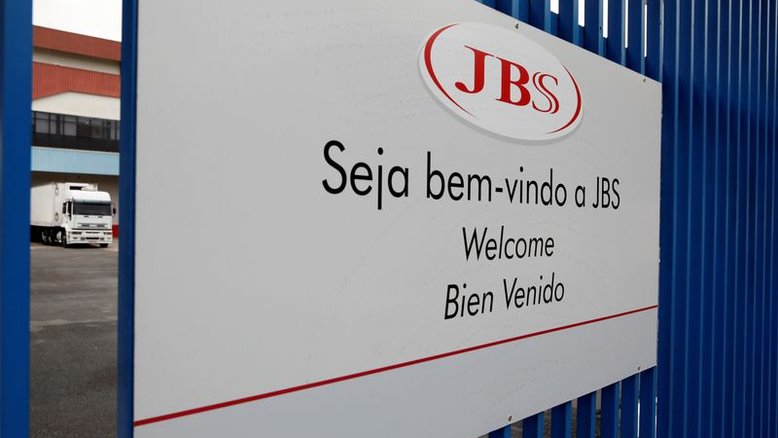 JBS
Seja bem-vindo a JBS
Welcome
Bien Venido